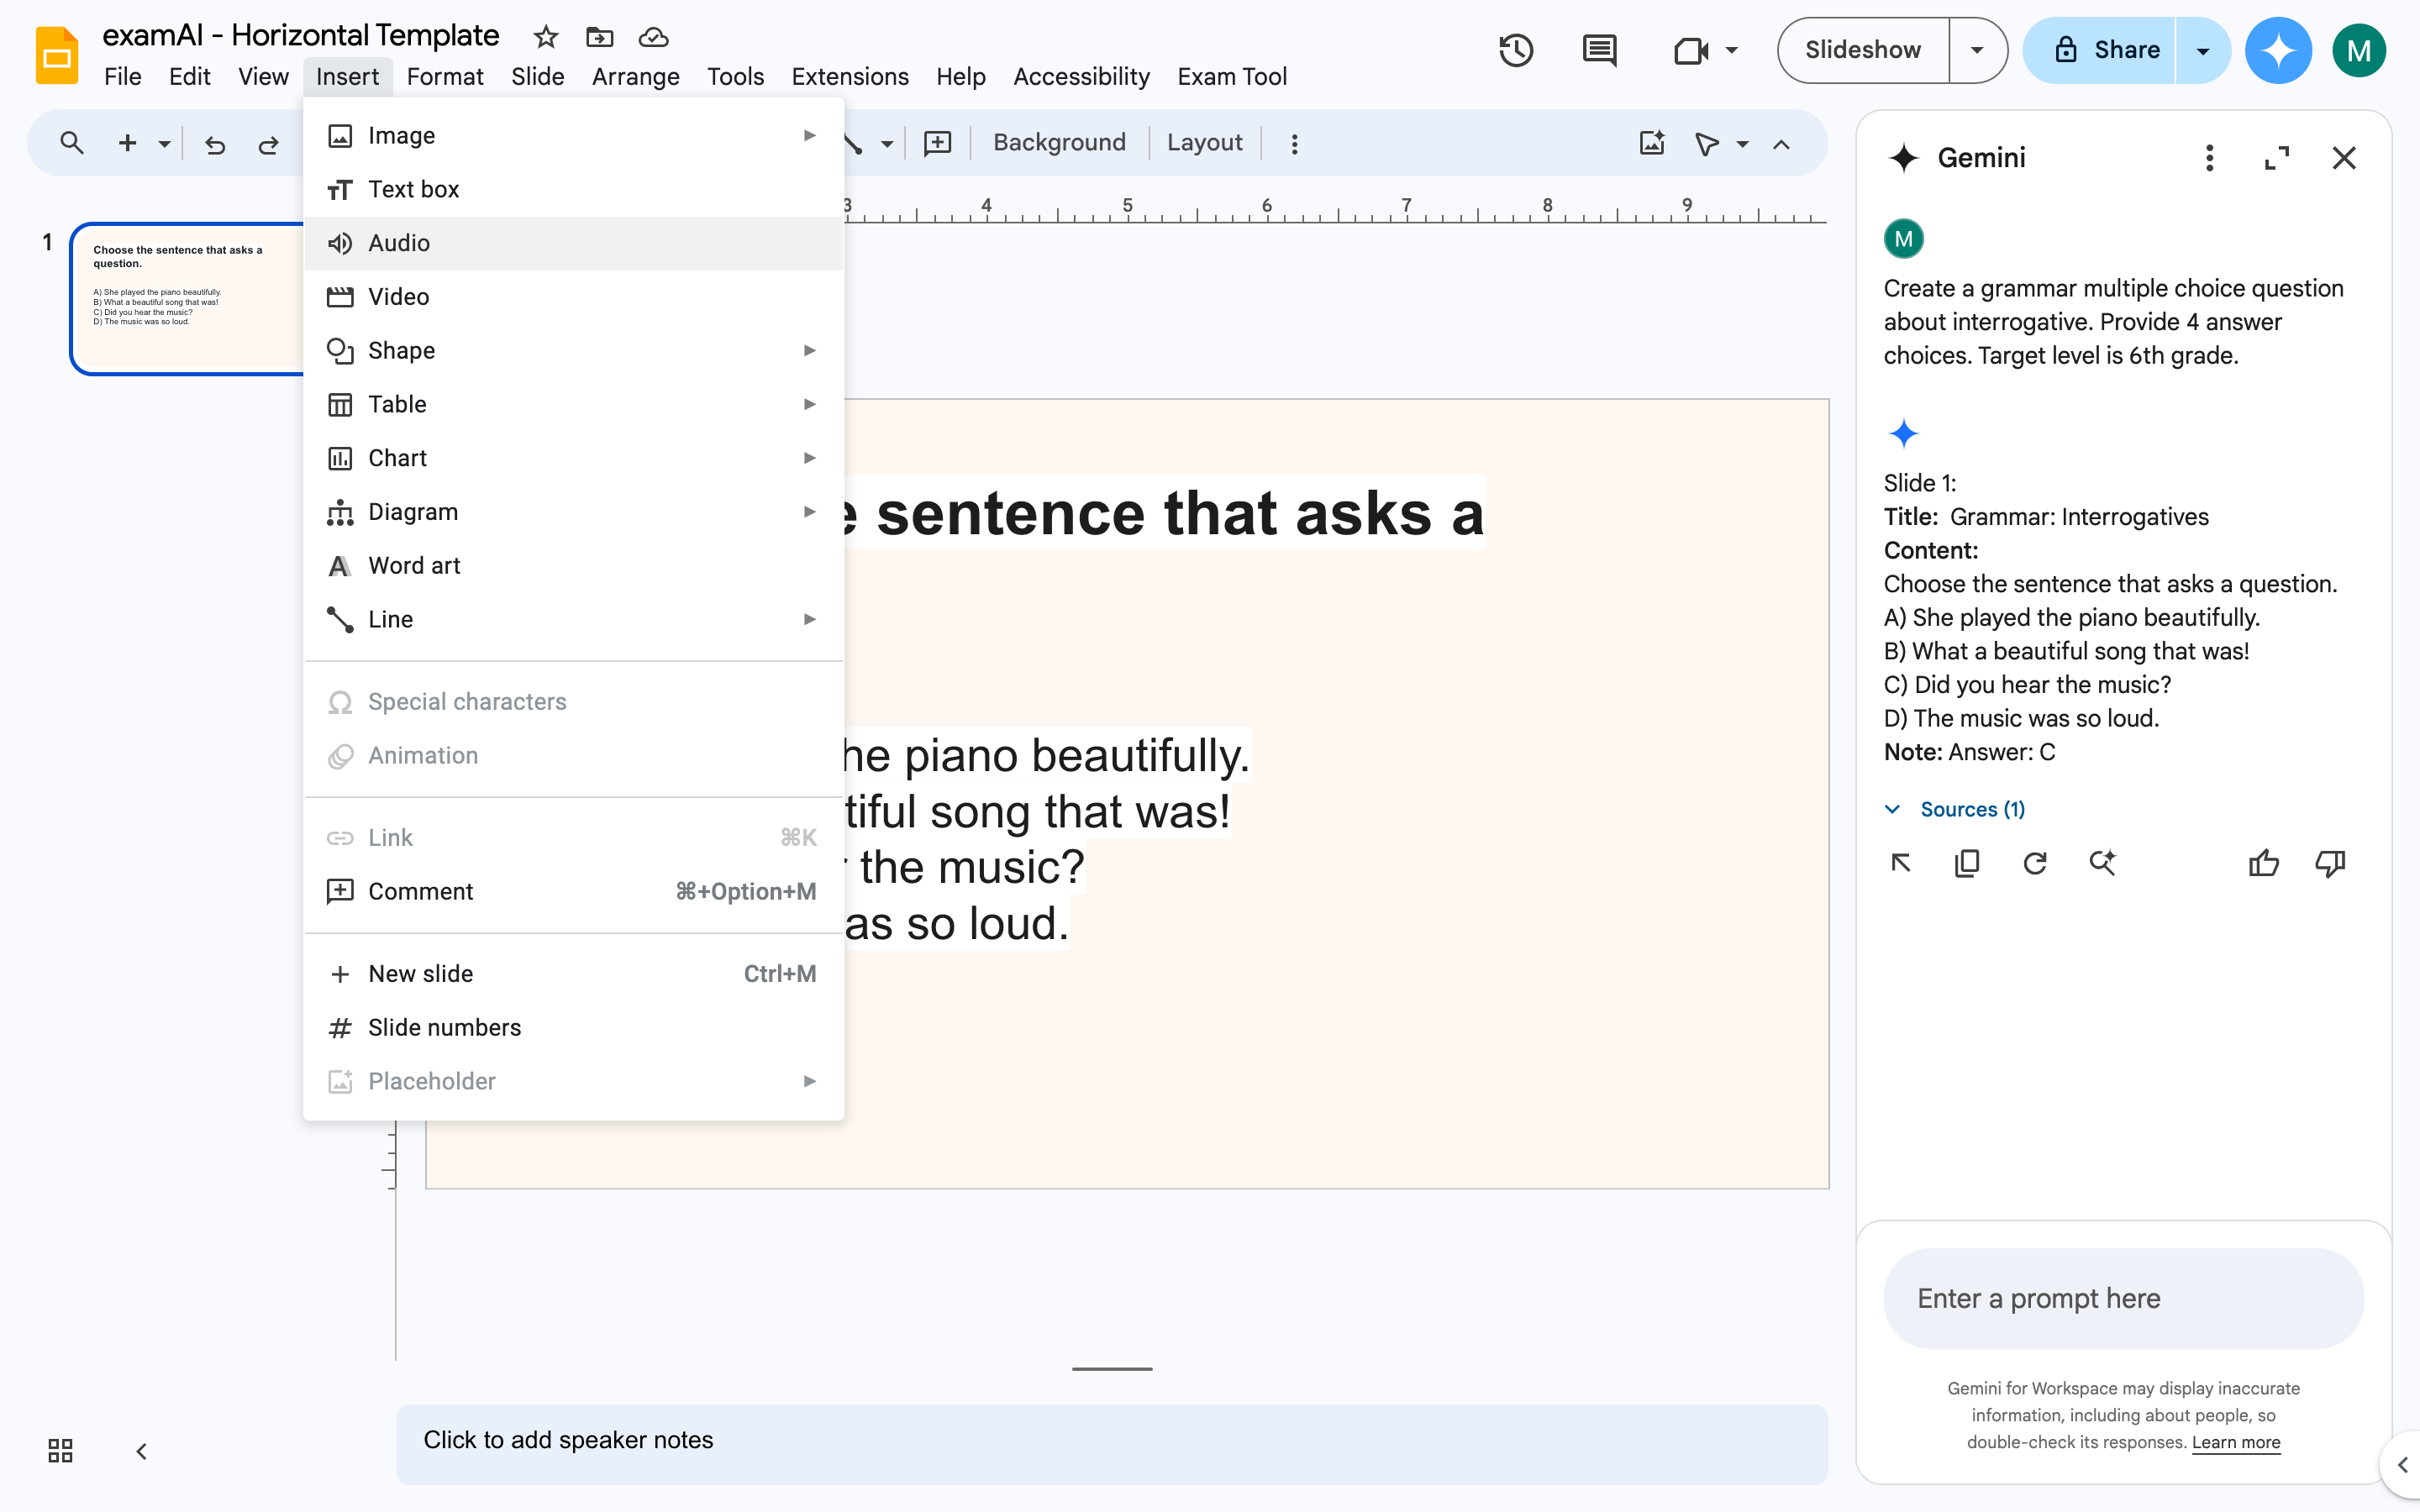 examAI - Horizontal Template
File Edit View Insert Format Slide Arrange Tools Extensions Help Accessibility Exam Tool
Slideshow
Share
M
Background Layout
3 4 5 6 7 8 9
1
Choose the sentence that asks a
question.
A) She played the piano beautifully.
B) What a beautiful song that was!
C) Did you hear the music?
D) The music was so loud.
Image
Text box
Audio
Video
Shape
Table
Chart
Diagram
Word art
Line
Special characters
Animation
Link ⌘K
Comment ⌘+Option+M
New slide Ctrl+M
Slide numbers
Placeholder
sentence that asks a
he piano beautifully.
tiful song that was!
the music?
as so loud.
Click to add speaker notes
Gemini
M
Create a grammar multiple choice question
about interrogative. Provide 4 answer
choices. Target level is 6th grade.
Slide 1:
Title: Grammar: Interrogatives
Content:
Choose the sentence that asks a question.
A) She played the piano beautifully.
B) What a beautiful song that was!
C) Did you hear the music?
D) The music was so loud.
Note: Answer: C
Sources (1)
Enter a prompt here
Gemini for Workspace may display inaccurate
information, including about people, so
double-check its responses. Learn more